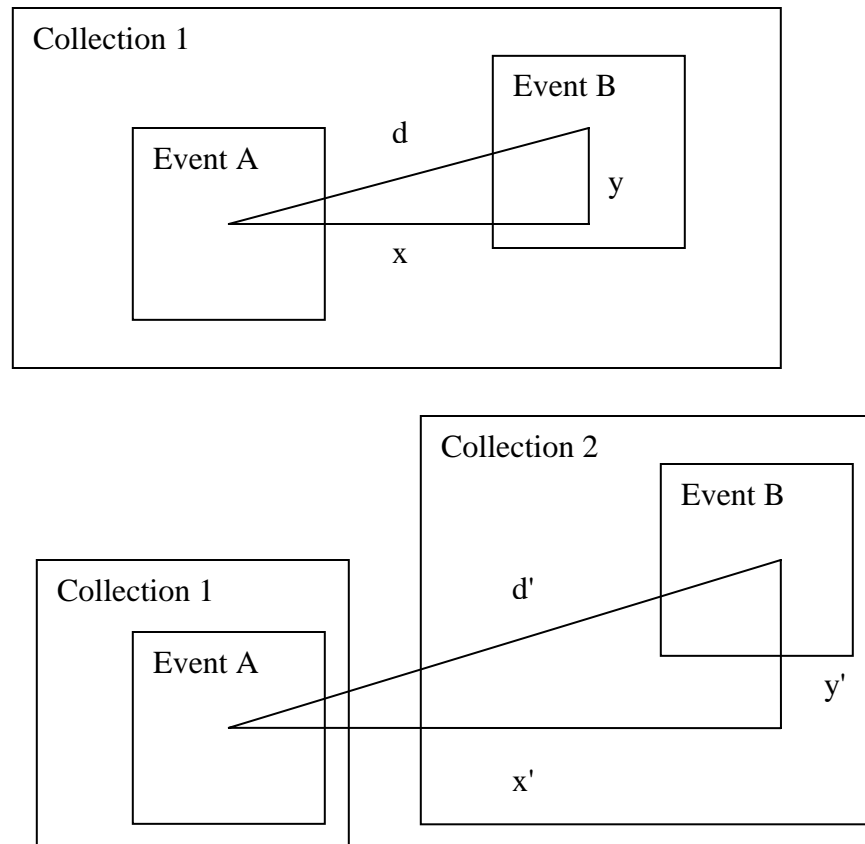 Collection 1
Event B
d
Event A
y
x
Collection 2
Event B
Collection 1
d'
Event A
y'
x'